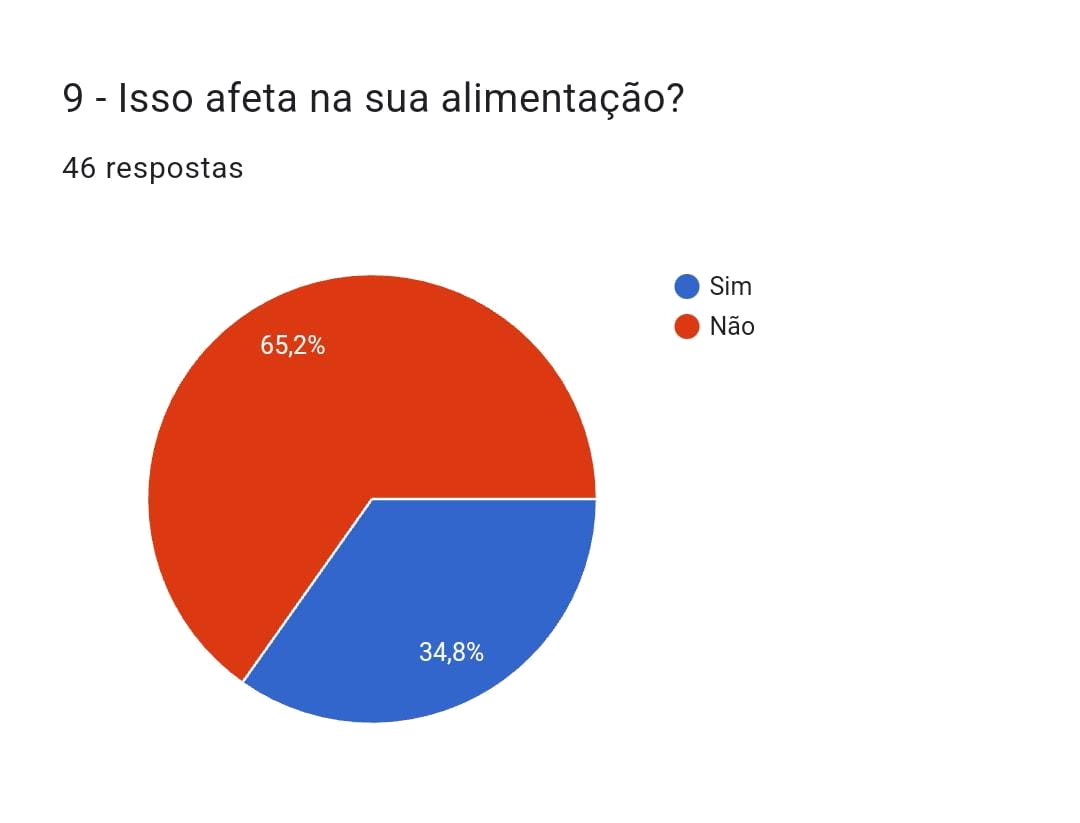 9 - Isso afeta na sua alimentação?
46 respostas
Sim
Não
65,2%
34,8%